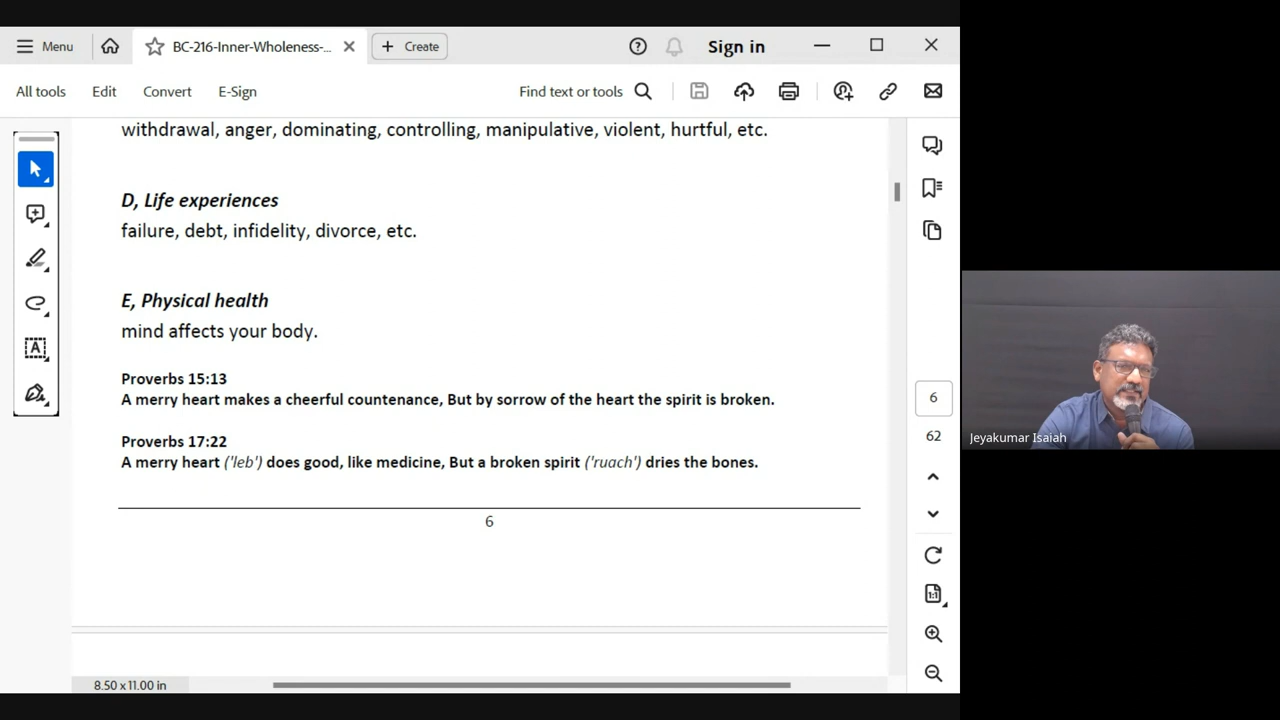 Menu
BC-216-Inner-Wholeness-...
Create
Sign in
All tools
Edit
Convert
E-Sign
Find text or tools
withdrawal, anger, dominating, controlling, manipulative, violent, hurtful, etc.
D, Life experiences
failure, debt, infidelity, divorce, etc.
E, Physical health
mind affects your body.
Proverbs 15:13
A merry heart makes a cheerful countenance, But by sorrow of the heart the spirit is broken.
Proverbs 17:22
A merry heart ('leb') does good, like medicine, But a broken spirit ('ruach') dries the bones.
6
6
62
1:1
8.50 x 11.00 in
Jeyakumar Isaiah